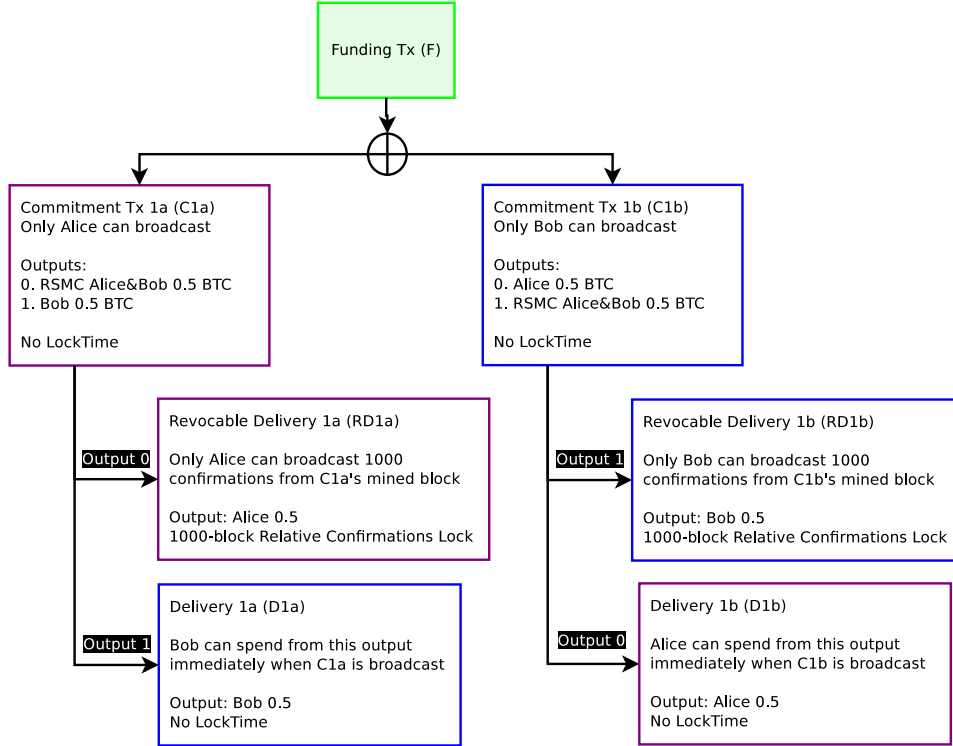 Funding Tx (F)
Commitment Tx 1a (C1a)
Only Alice can broadcast
Outputs:
0. RSMC Alice&Bob 0.5 BTC
1. Bob 0.5 BTC
No LockTime
Commitment Tx 1b (C1b)
Only Bob can broadcast
Outputs:
0. Alice 0.5 BTC
1. RSMC Alice&Bob 0.5 BTC
No LockTime
Output 0
Revocable Delivery 1a (RD1a)
Only Alice can broadcast 1000
confirmations from C1a's mined block
Output: Alice 0.5
1000-block Relative Confirmations Lock
Output 1
Revocable Delivery 1b (RD1b)
Only Bob can broadcast 1000
confirmations from C1b's mined block
Output: Bob 0.5
1000-block Relative Confirmations Lock
Output 1
Delivery 1a (D1a)
Bob can spend from this output
immediately when C1a is broadcast
Output: Bob 0.5
No LockTime
Output 0
Delivery 1b (D1b)
Alice can spend from this output
immediately when C1b is broadcast
Output: Alice 0.5
No LockTime